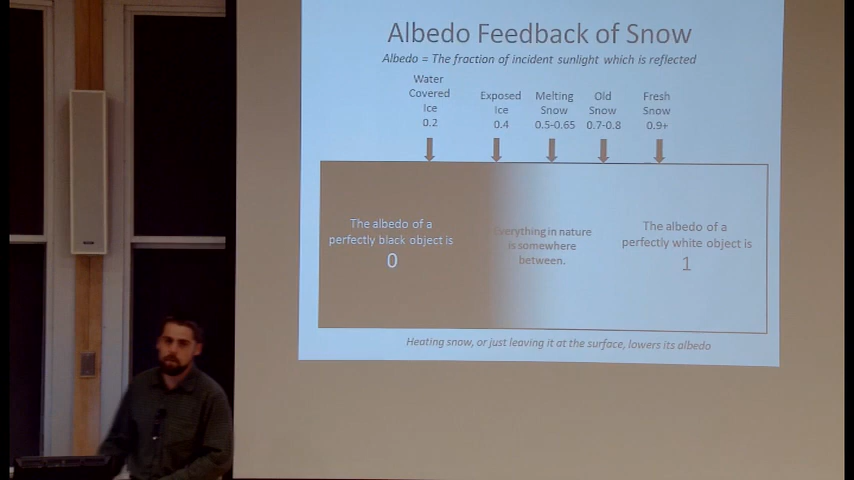 Albedo Feedback of Snow
Albedo = The fraction of incident sunlight which is reflected
Water
Covered
Ice
0.2
Exposed
Ice
0.4
Melting
Snow
0.5-0.65
Old
Snow
0.7-0.8
Fresh
Snow
0.9+
The albedo of a
perfectly black object is
0
Everything in nature
is somewhere
between.
The albedo of a
perfectly white object is
1
Heating snow, or just leaving it at the surface, lowers its albedo